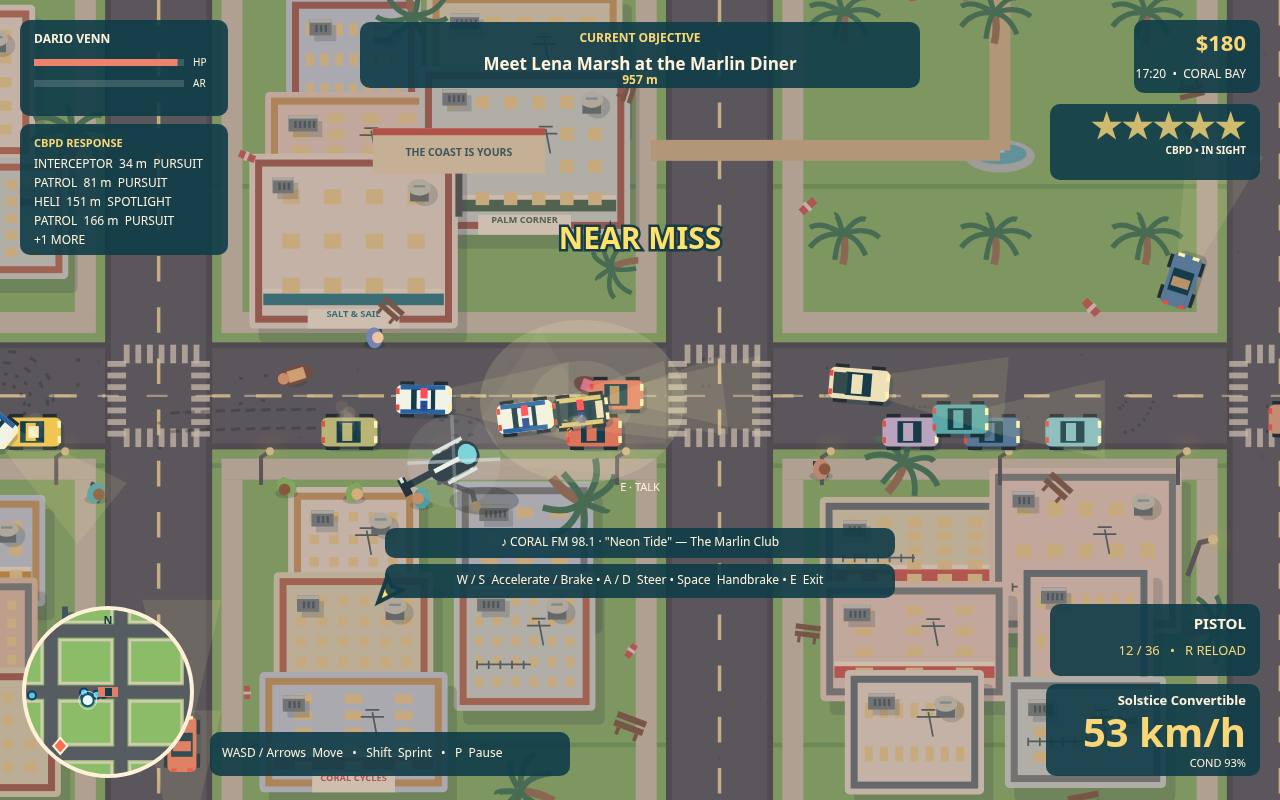 DARIO VENN
HP
AR
CBPD RESPONSE
INTERCEPTOR 34 m PURSUIT
PATROL 81 m PURSUIT
HELI 151 m SPOTLIGHT
PATROL 166 m PURSUIT
+1 MORE
CURRENT OBJECTIVE
Meet Lena Marsh at the Marlin Diner
957 m
$180
17:20 • CORAL BAY
★★★★★
CBPD • IN SIGHT
THE COAST IS YOURS
PALM CORNER
NEAR MISS
SALT & SAIL
E · TALK
♪ CORAL FM 98.1 · "Neon Tide" — The Marlin Club
W / S Accelerate / Brake • A / D Steer • Space Handbrake • E Exit
N
WASD / Arrows Move • Shift Sprint • P Pause
CORAL CYCLES
PISTOL
12 / 36 • R RELOAD
Solstice Convertible
53 km/h
COND 93%